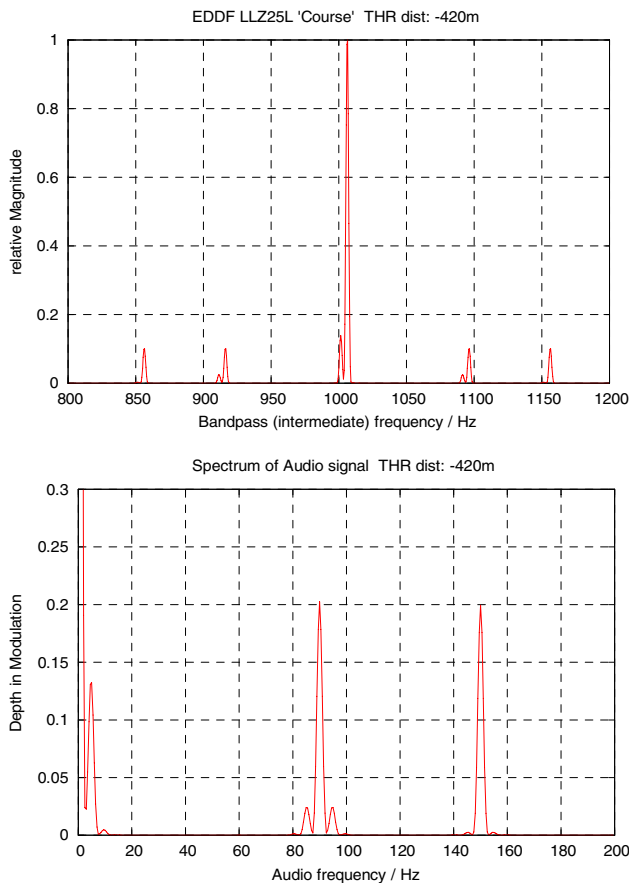 EDDF LLZ25L 'Course'  THR dist: -420m
1
0.8
0.6
0.4
0.2
0
relative Magnitude
800 850 900 950 1000 1050 1100 1150 1200
Bandpass (intermediate) frequency / Hz
Spectrum of Audio signal  THR dist: -420m
0.3
0.25
0.2
0.15
0.1
0.05
0
Depth in Modulation
0 20 40 60 80 100 120 140 160 180 200
Audio frequency / Hz